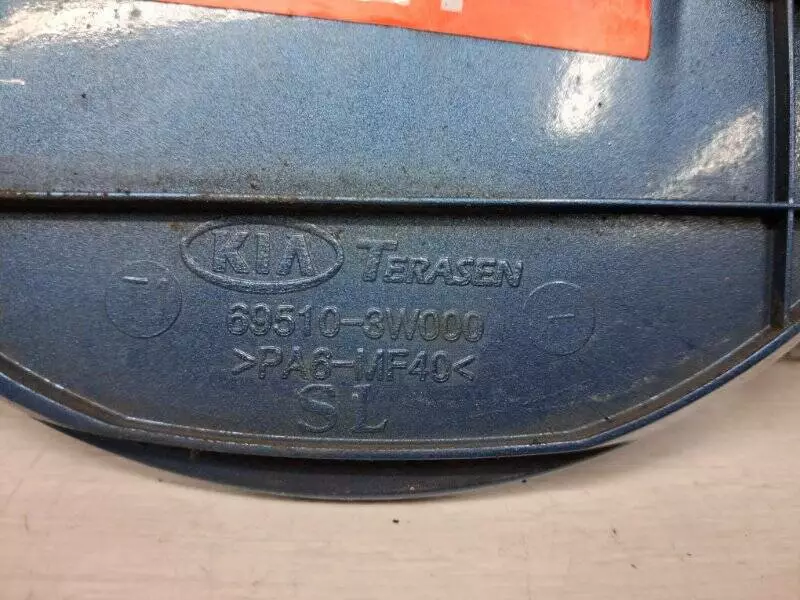 KIA TERASEN
69510-3W000
>PA6-MF40<
SL